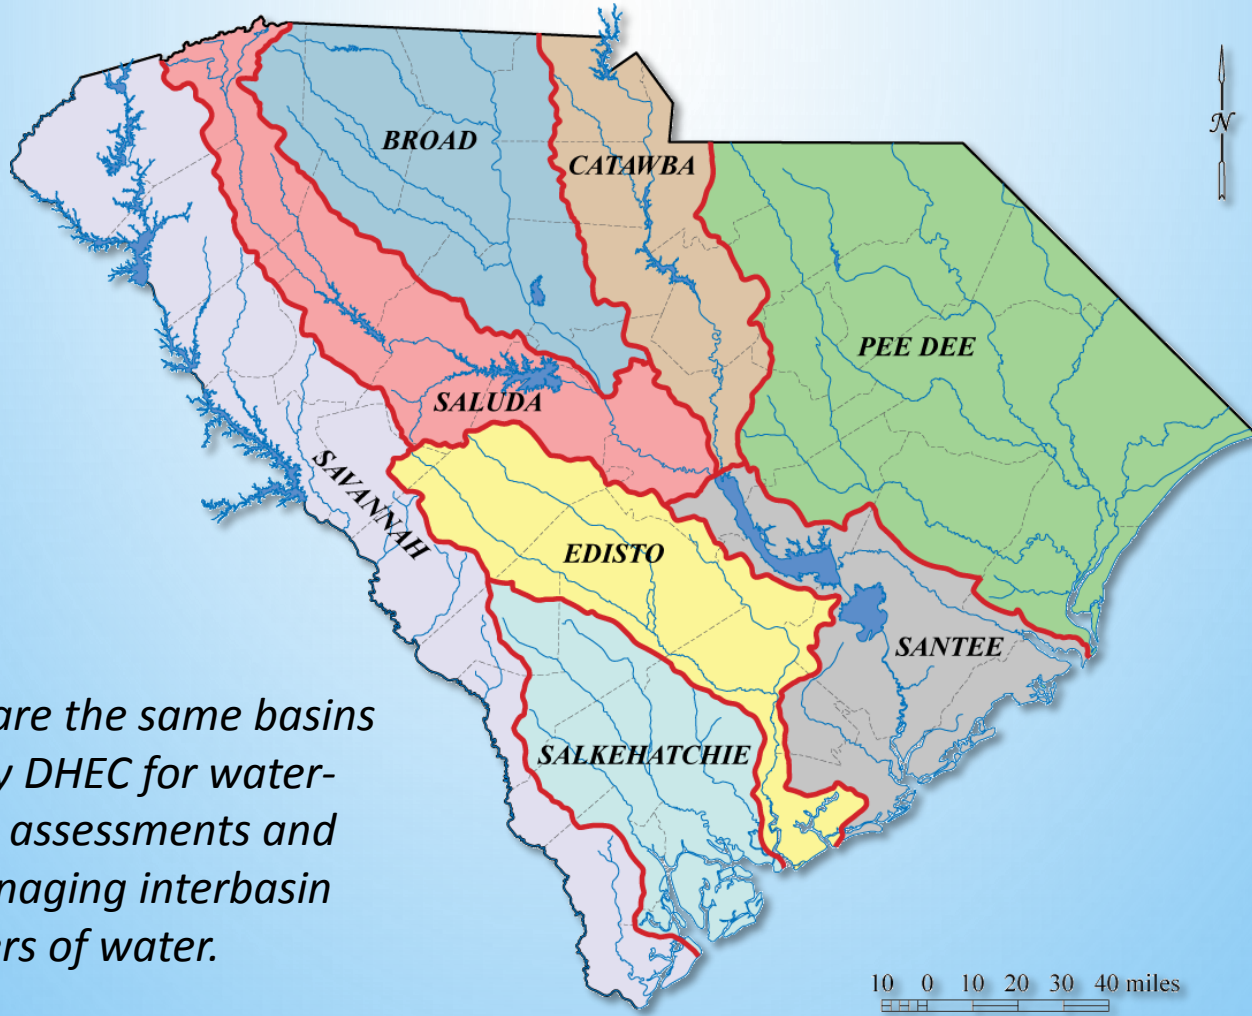 N
BROAD
CATAWBA
PEE DEE
SALUDA
SAVANNAH
EDISTO
SANTEE
SALKEHATCHIE
are the same basins
y DHEC for water-
assessments and
naging interbasin
ers of water.
10 0 10 20 30 40 miles